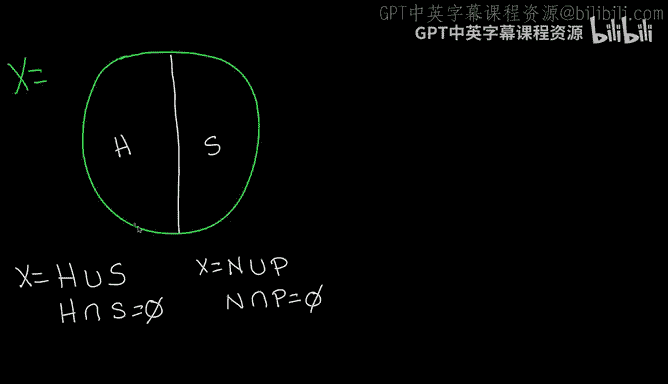 GPT中英字幕课程资源@bilibili
GPT中英字幕课程资源 bilibili
X=
H S
X=H∪S X=N∪P
H∩S=∅ N∩P=∅